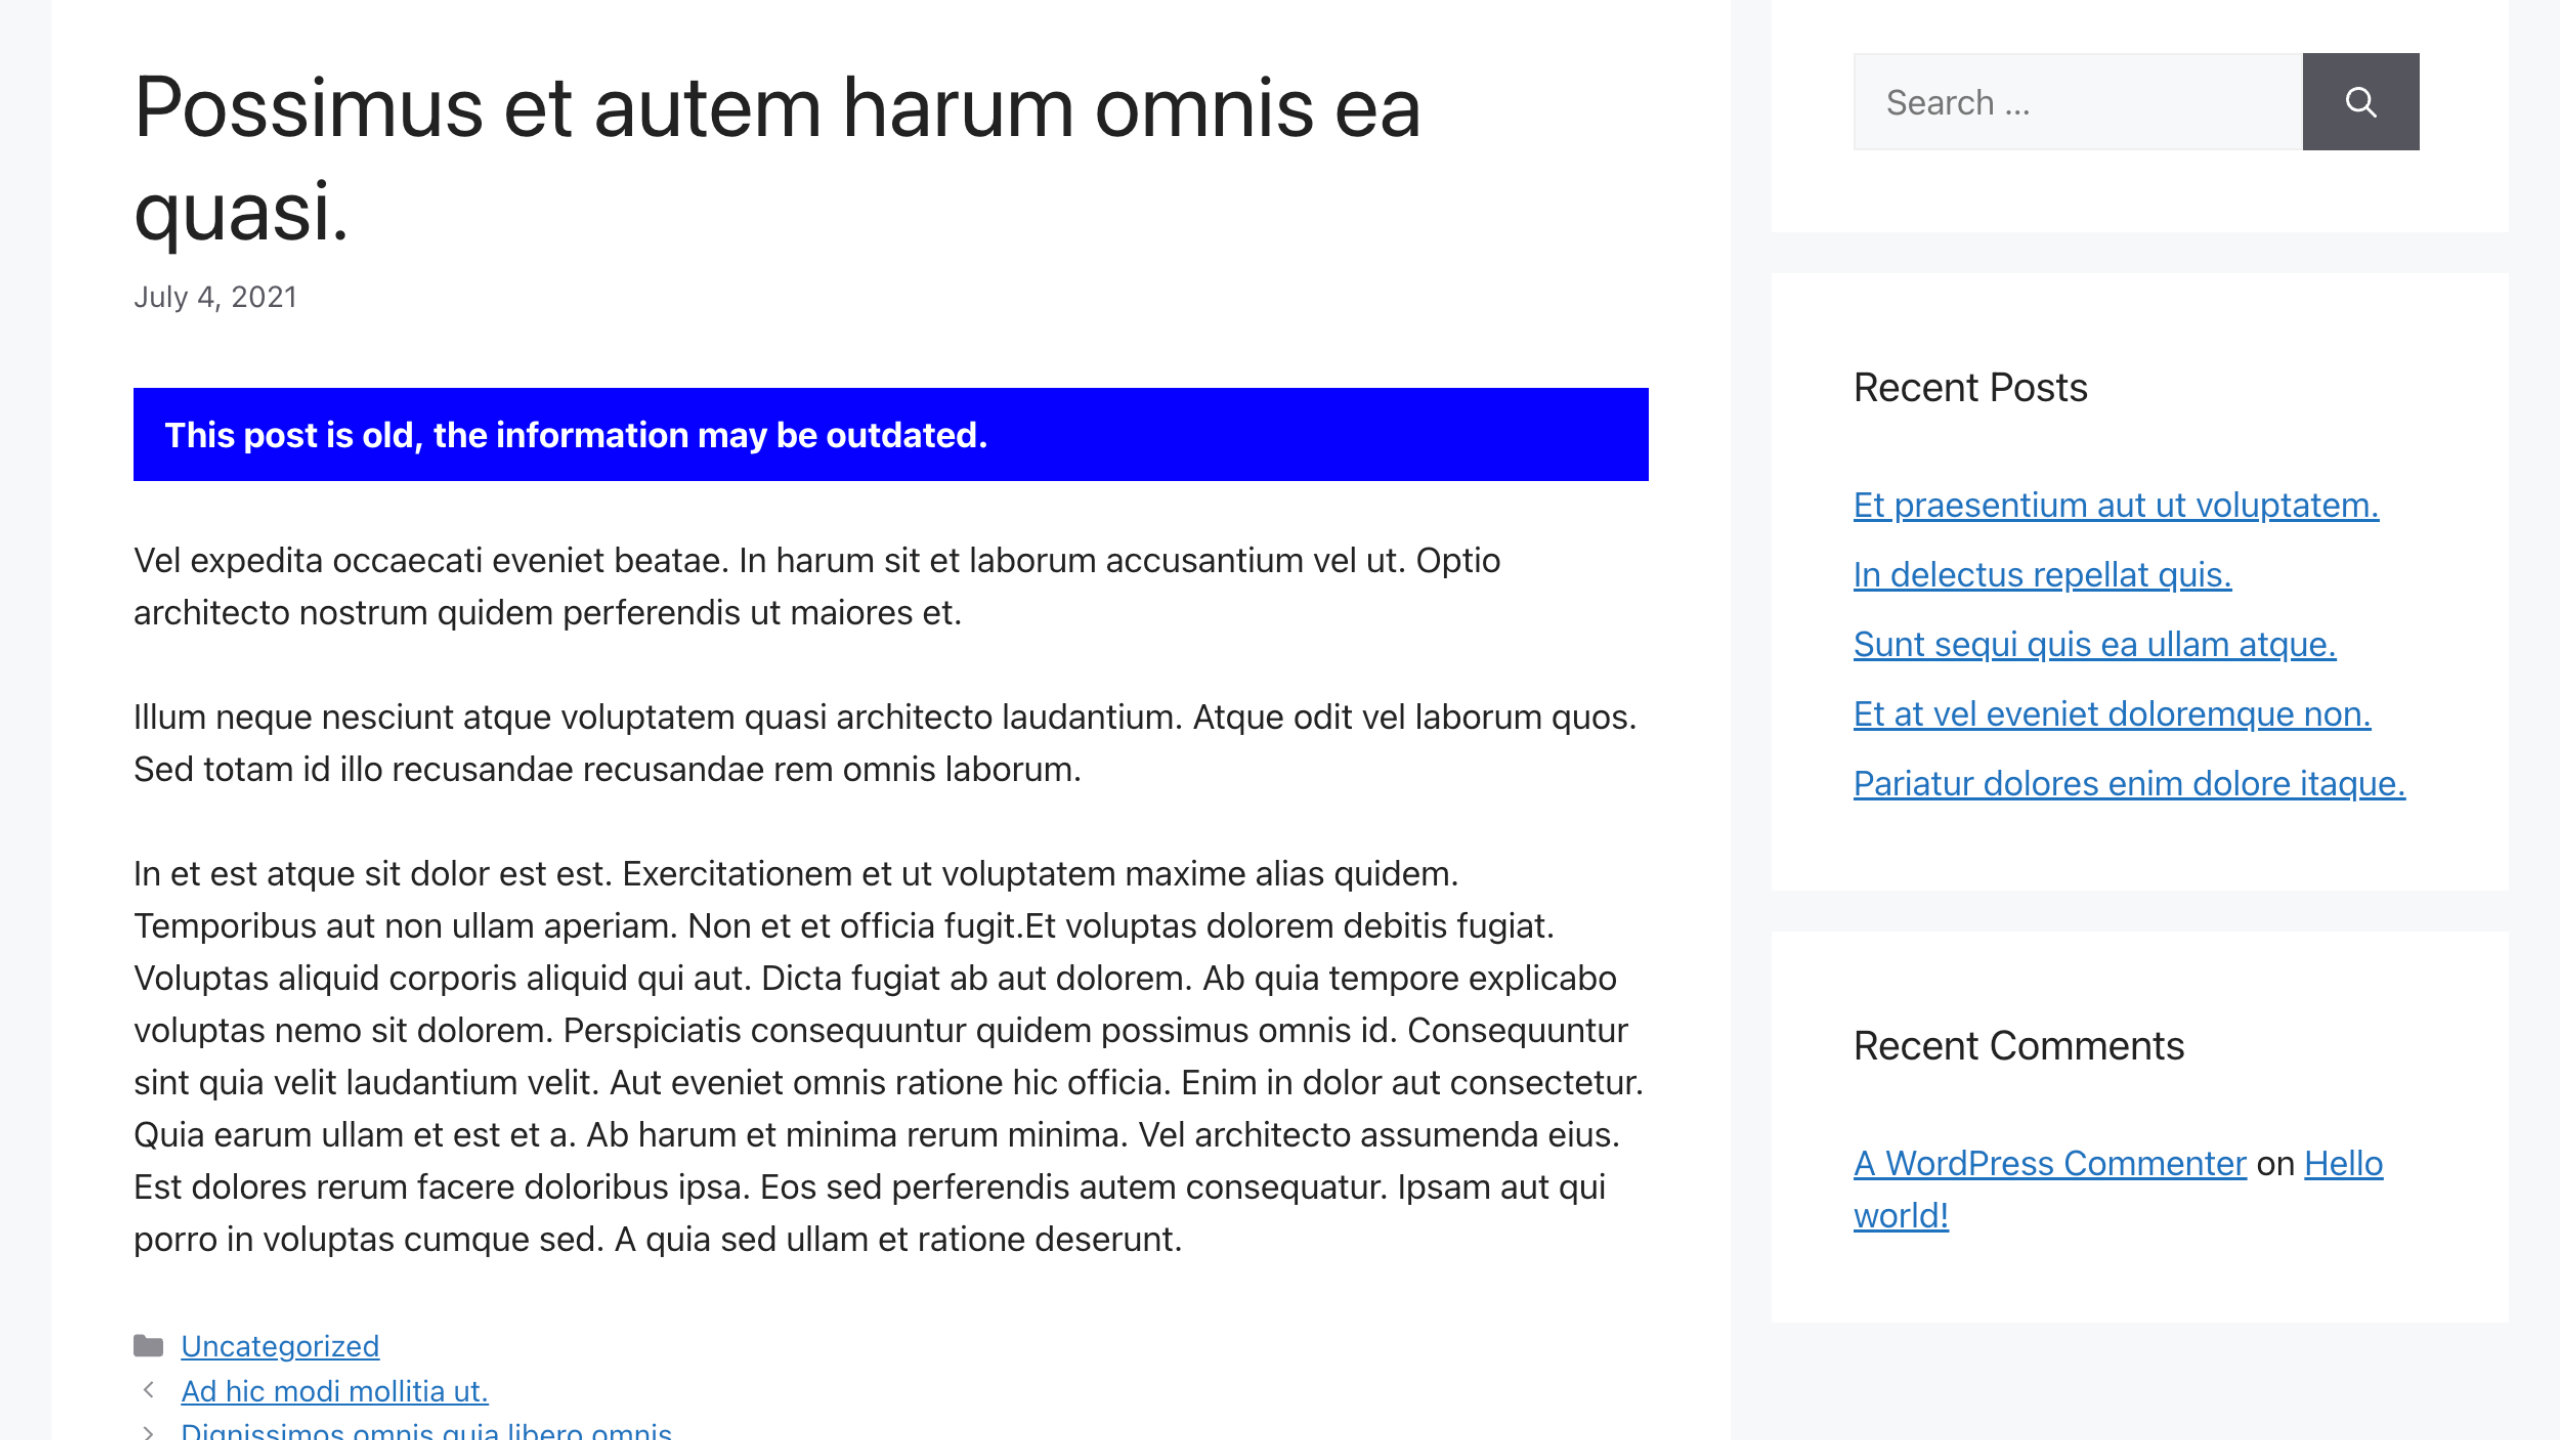 Possimus et autem harum omnis ea
quasi.
July 4, 2021
This post is old, the information may be outdated.
Vel expedita occaecati eveniet beatae. In harum sit et laborum accusantium vel ut. Optio
architecto nostrum quidem perferendis ut maiores et.
Illum neque nesciunt atque voluptatem quasi architecto laudantium. Atque odit vel laborum quos.
Sed totam id illo recusandae recusandae rem omnis laborum.
In et est atque sit dolor est est. Exercitationem et ut voluptatem maxime alias quidem.
Temporibus aut non ullam aperiam. Non et et officia fugit.Et voluptas dolorem debitis fugiat.
Voluptas aliquid corporis aliquid qui aut. Dicta fugiat ab aut dolorem. Ab quia tempore explicabo
voluptas nemo sit dolorem. Perspiciatis consequuntur quidem possimus omnis id. Consequuntur
sint quia velit laudantium velit. Aut eveniet omnis ratione hic officia. Enim in dolor aut consectetur.
Quia earum ullam et est et a. Ab harum et minima rerum minima. Vel architecto assumenda eius.
Est dolores rerum facere doloribus ipsa. Eos sed perferendis autem consequatur. Ipsam aut qui
porro in voluptas cumque sed. A quia sed ullam et ratione deserunt.
Uncategorized
Ad hic modi mollitia ut.
Dignissimos omnis quia libero omnis
Search ...
Recent Posts
Et praesentium aut ut voluptatem.
In delectus repellat quis.
Sunt sequi quis ea ullam atque.
Et at vel eveniet doloremque non.
Pariatur dolores enim dolore itaque.
Recent Comments
A WordPress Commenter on Hello
world!